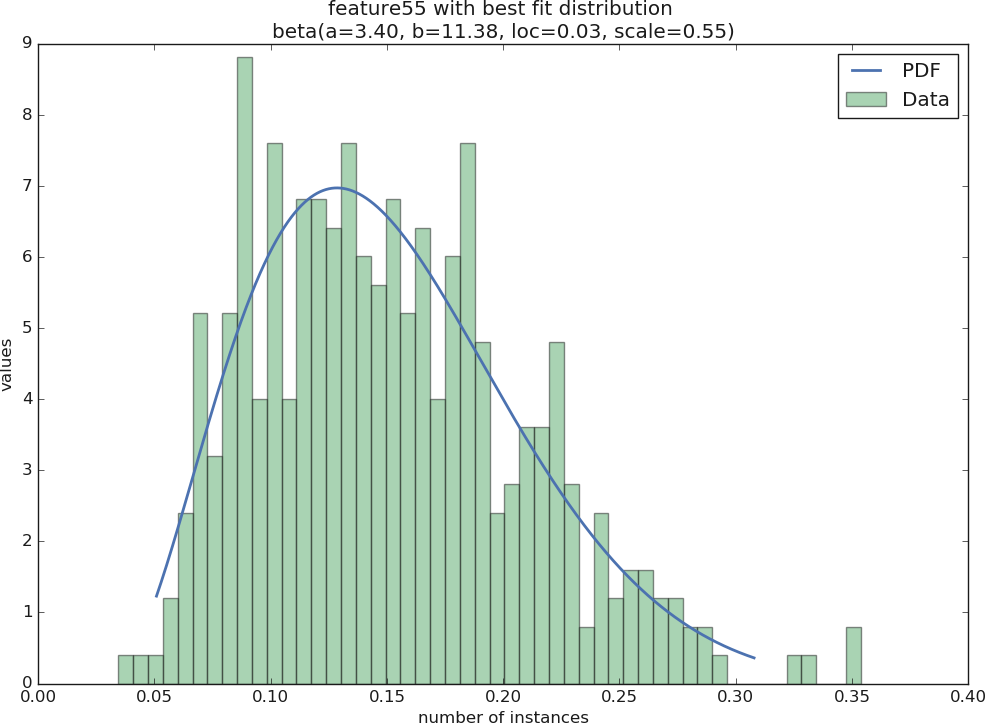 feature55 with best fit distribution
beta(a=3.40, b=11.38, loc=0.03, scale=0.55)
PDF
Data
9
8
7
6
5
4
3
2
1
0
values
0.00 0.05 0.10 0.15 0.20 0.25 0.30 0.35 0.40
number of instances